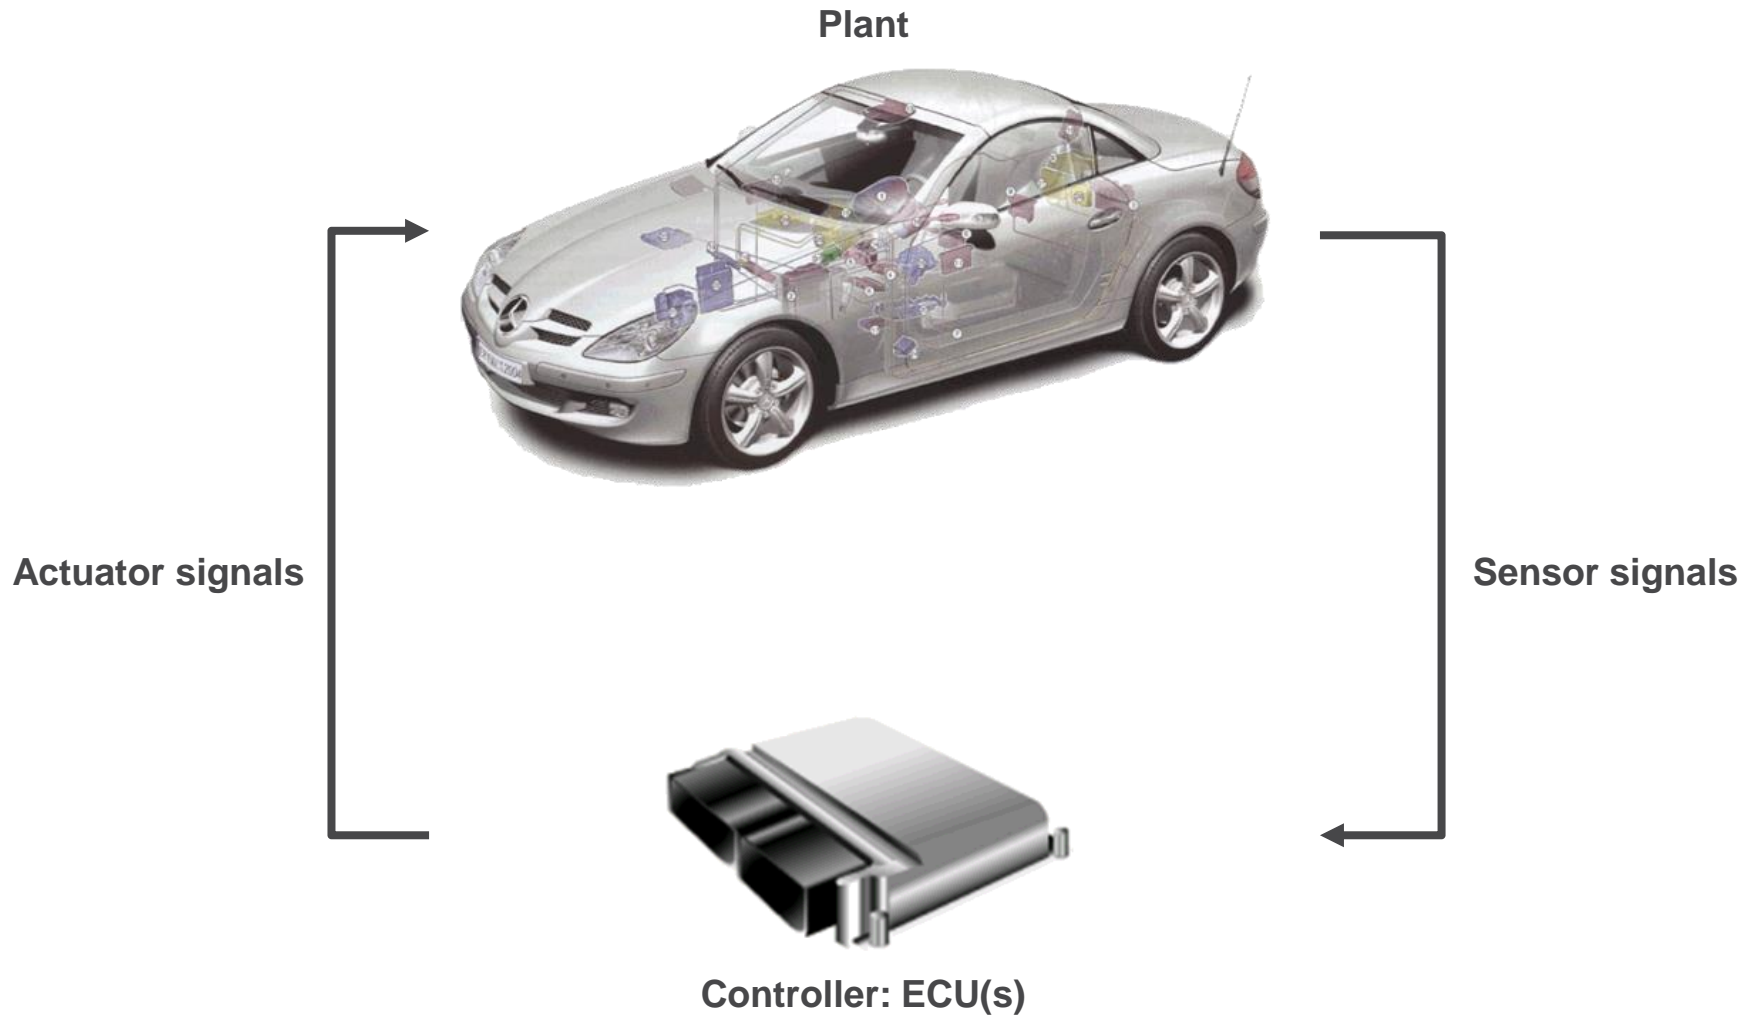 Plant
Actuator signals
Sensor signals
Controller: ECU(s)